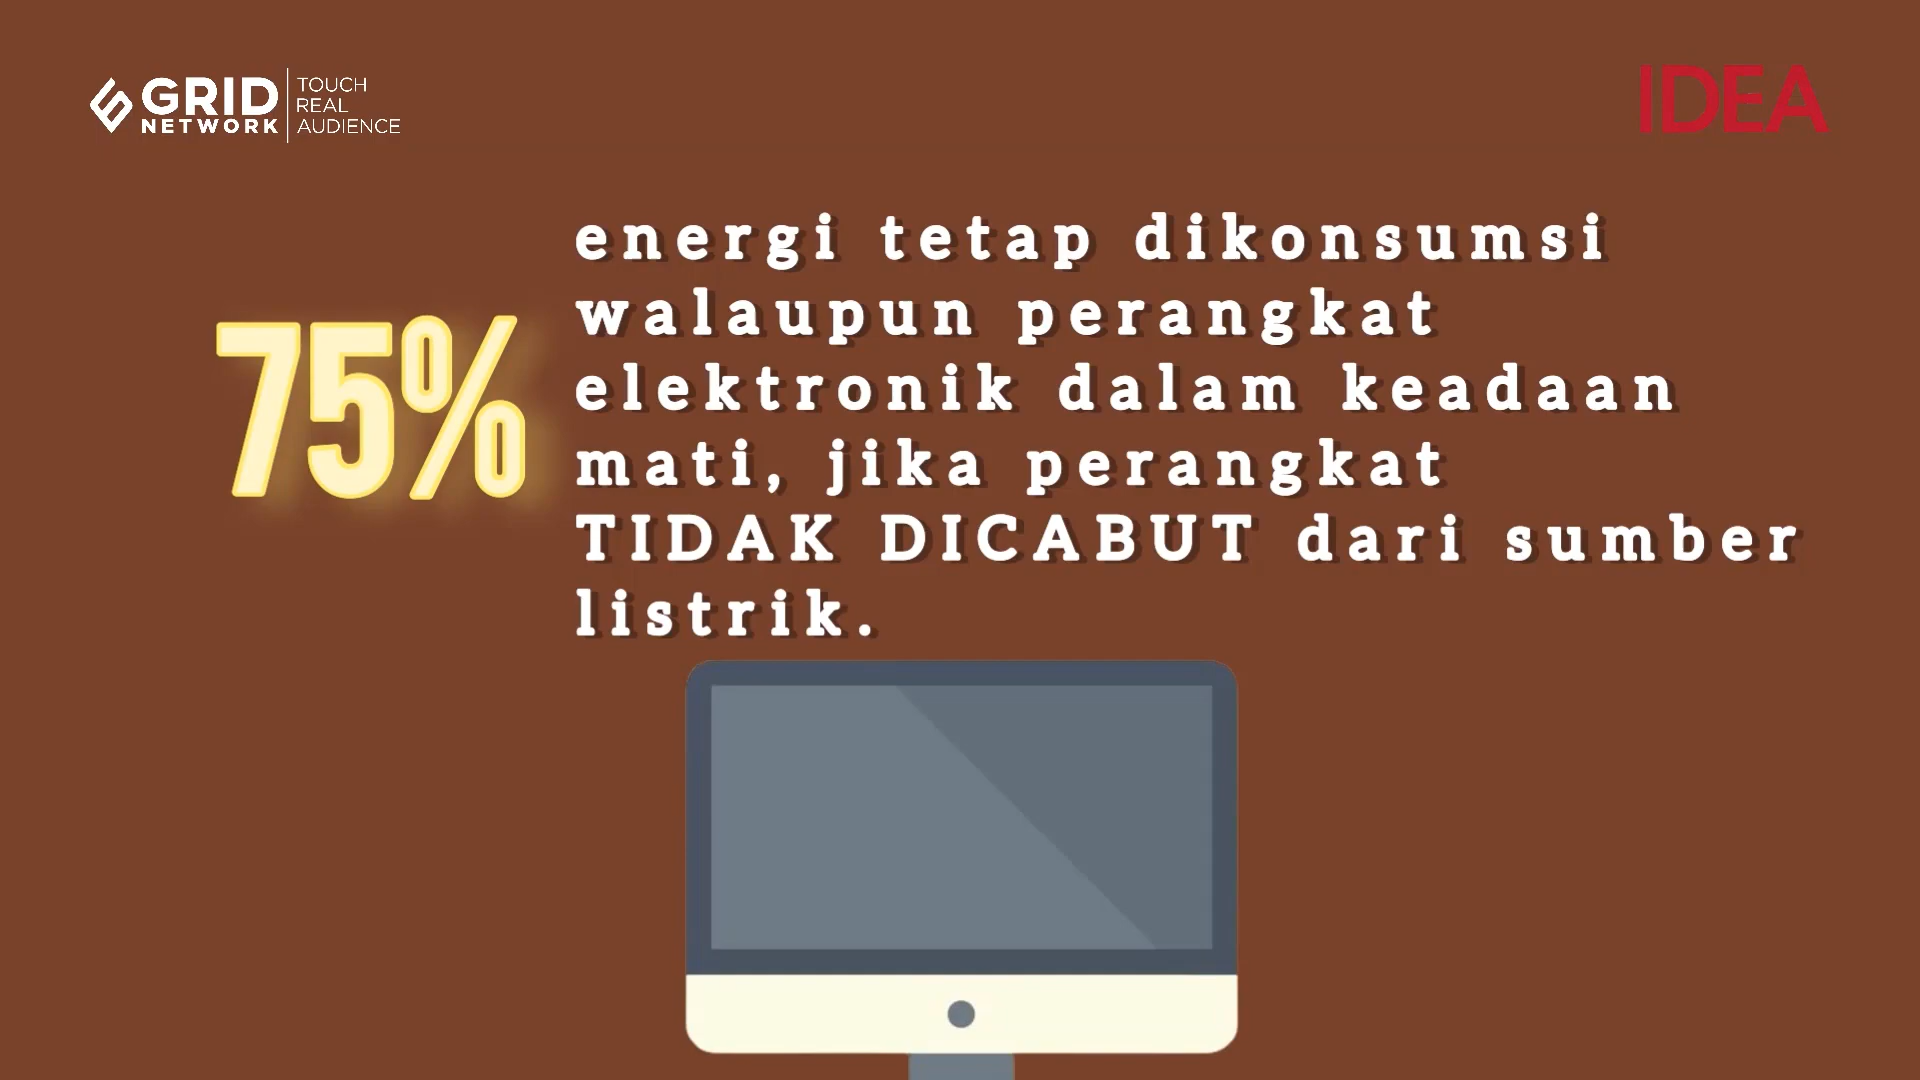 GRID
NETWORK
TOUCH
REAL
AUDIENCE
IDEA
75%
energi tetap dikonsumsi
walaupun perangkat
elektronik dalam keadaan
mati, jika perangkat
TIDAK DICABUT dari sumber
listrik.